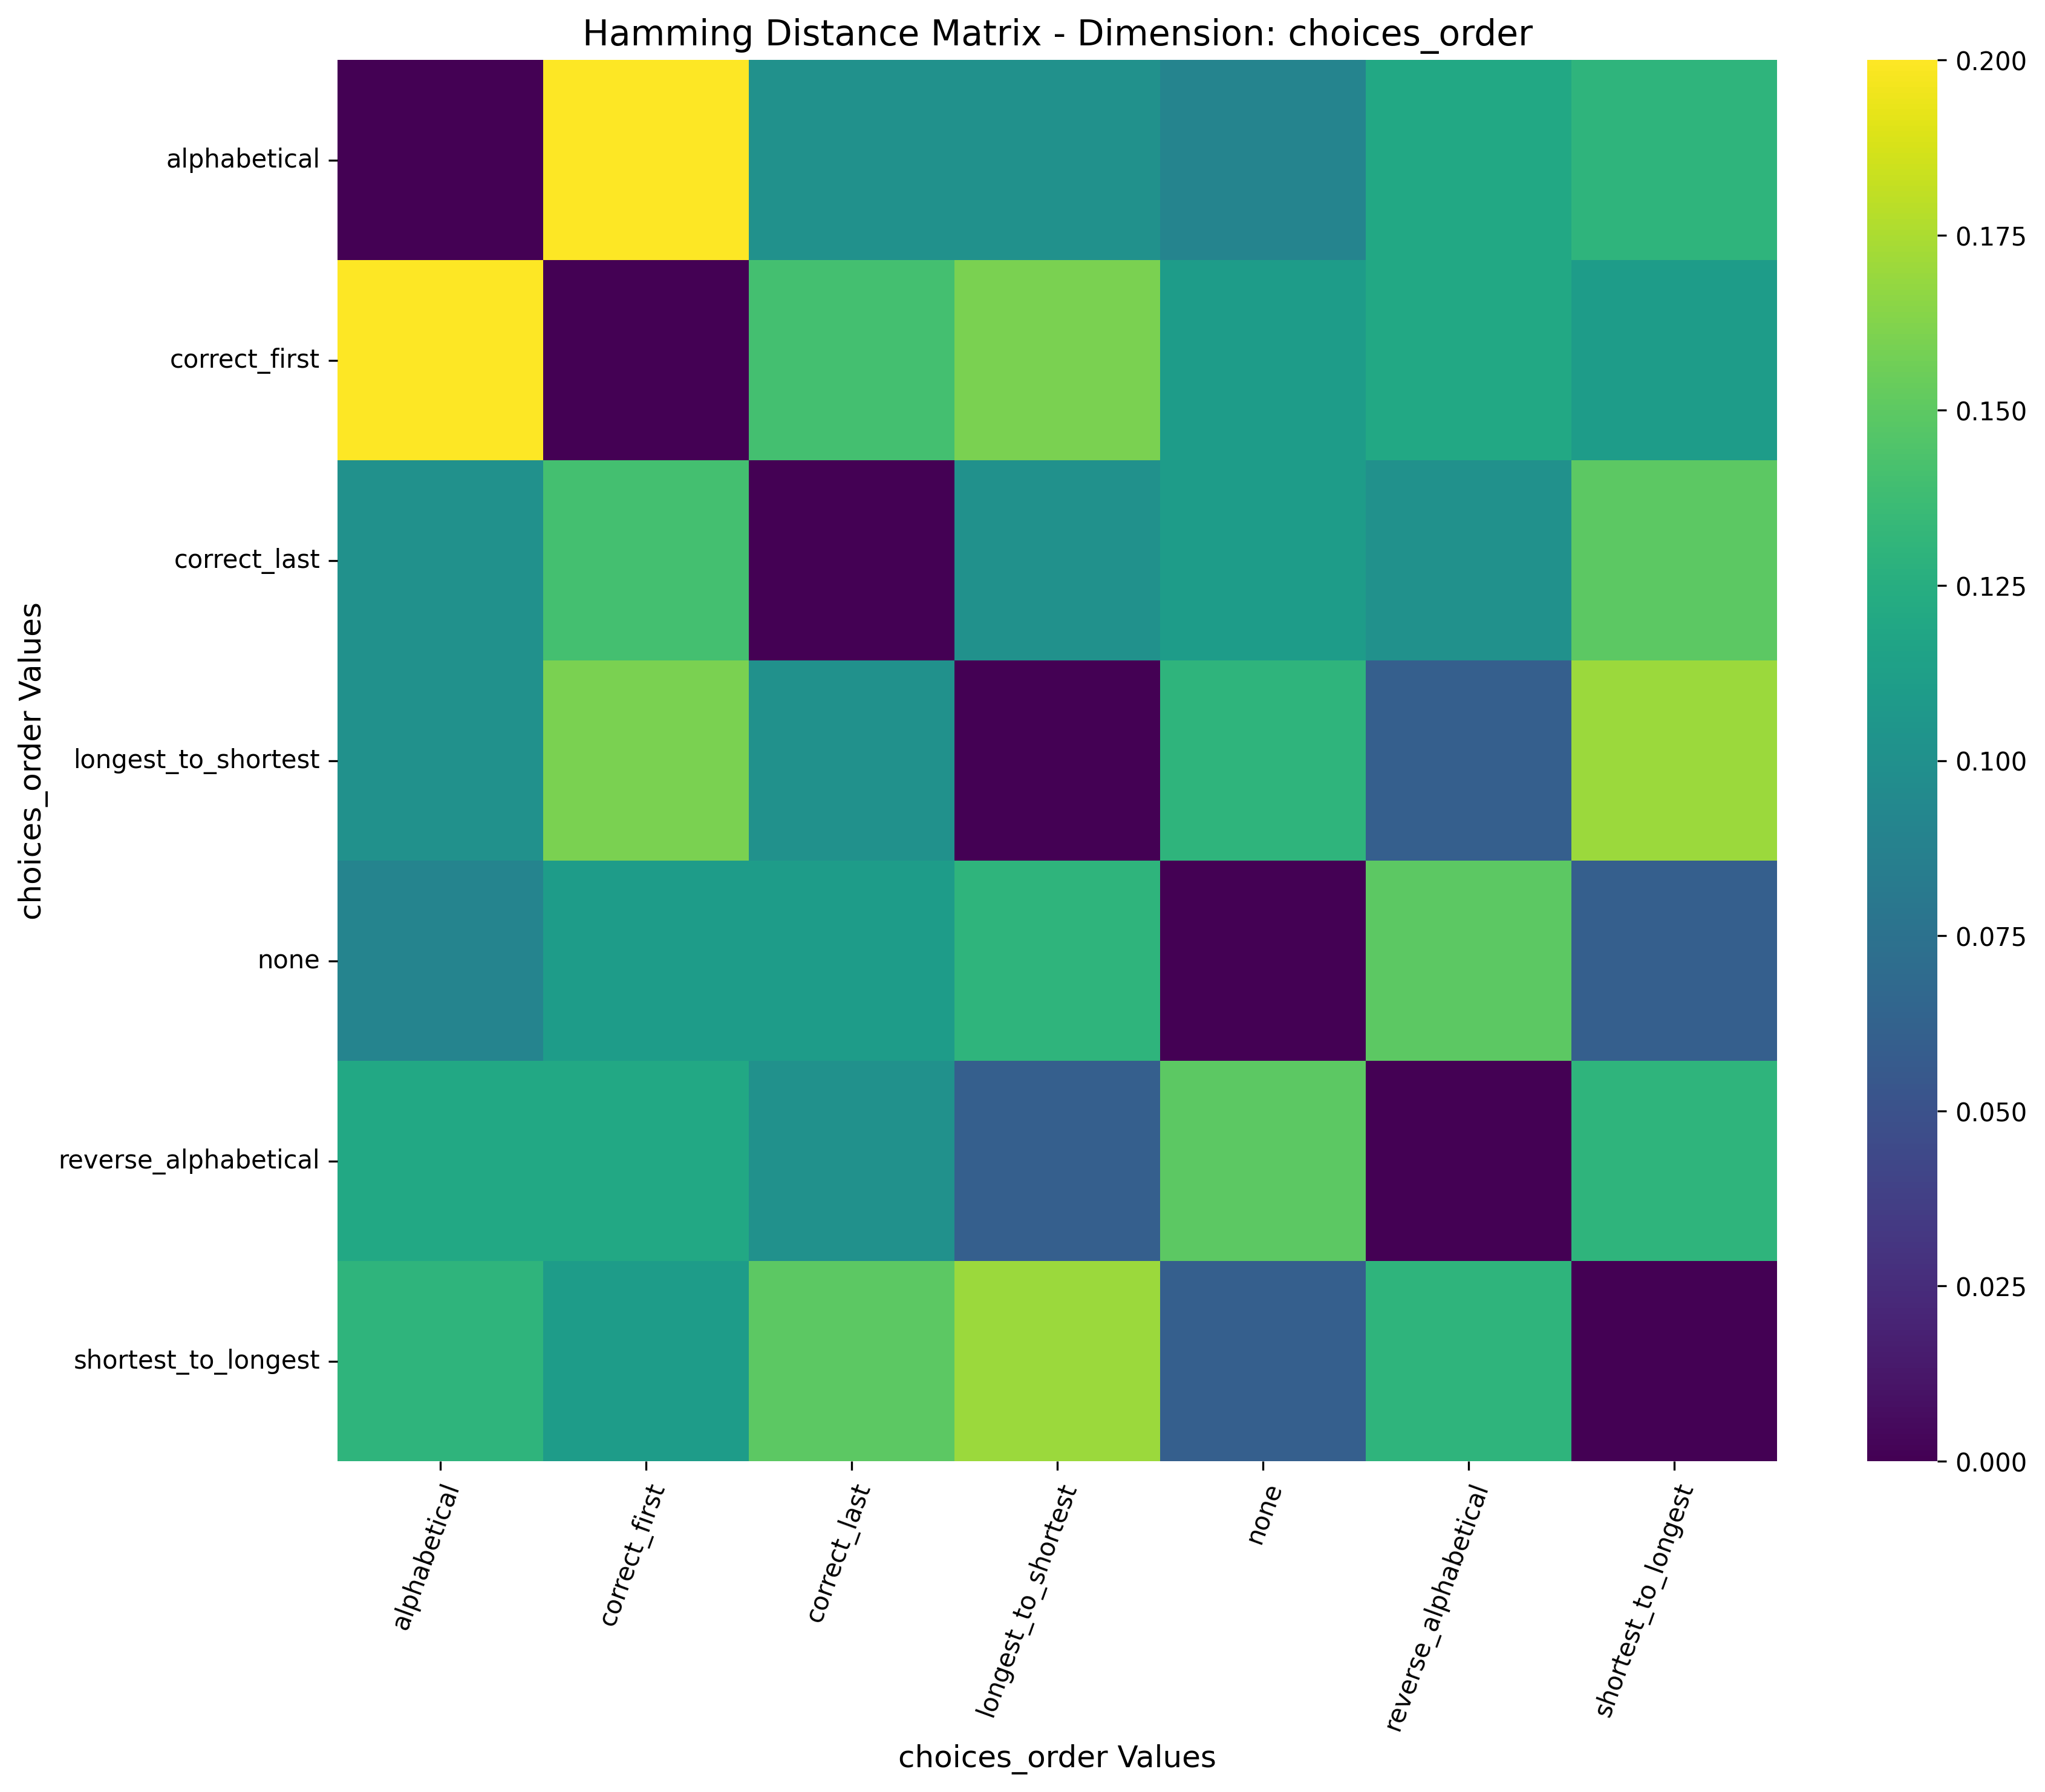 Hamming Distance Matrix - Dimension: choices_order
choices_order Values
alphabetical
correct_first
correct_last
longest_to_shortest
none
reverse_alphabetical
shortest_to_longest
alphabetical
correct_first
correct_last
longest_to_shortest
none
reverse_alphabetical
shortest_to_longest
choices_order Values
0.200
0.175
0.150
0.125
0.100
0.075
0.050
0.025
0.000